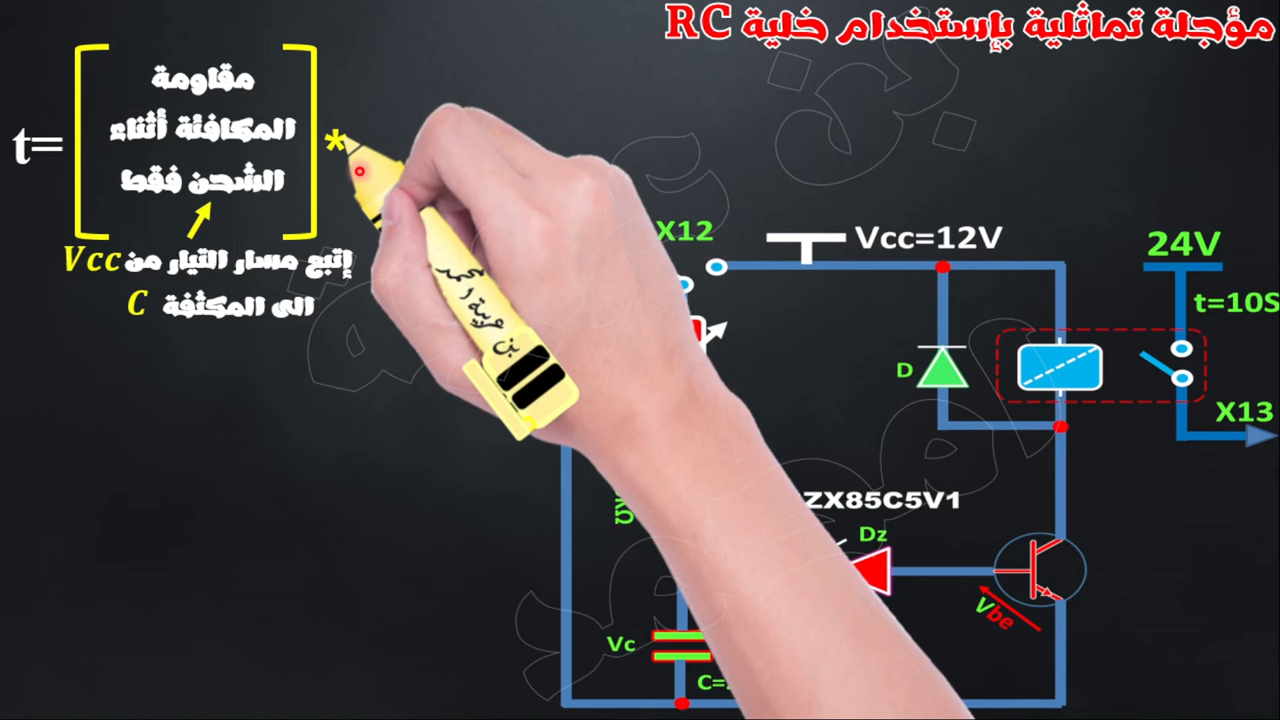 مؤجلة تماثلية بإستخدام خلية RC
t=
مقاومة
المكافئة أثناء
الشحن فقط
*
إتبع مسار التيار من Vcc
الى المكثفة C
X12
Vcc=12V
24V
t=10S
D
X13
ZX85C5V1
Dz
Vbe
Vc
C=